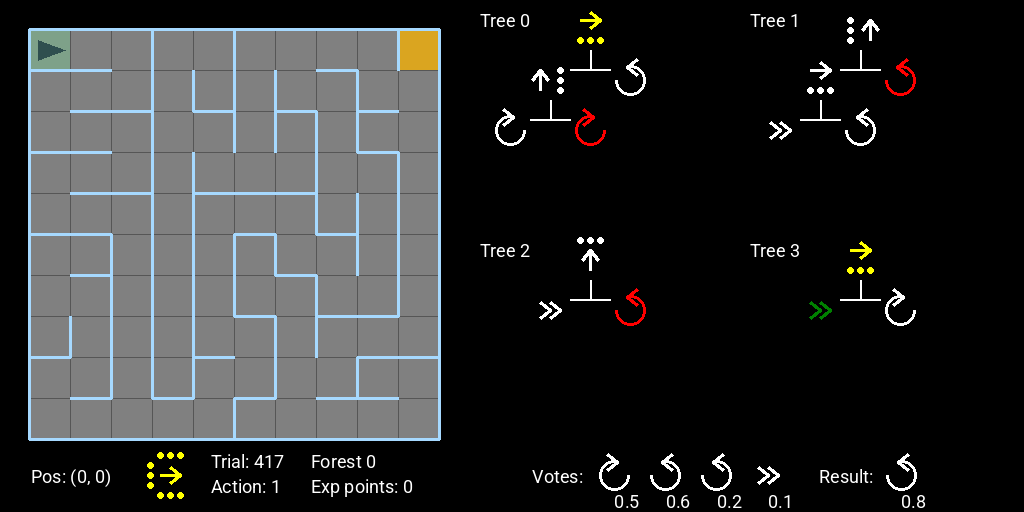 Tree 0
Tree 1
Tree 2
Tree 3
Pos: (0, 0)
Trial: 417
Forest 0
Action: 1
Exp points: 0
Votes:
0.5
0.6
0.2
0.1
Result:
0.8